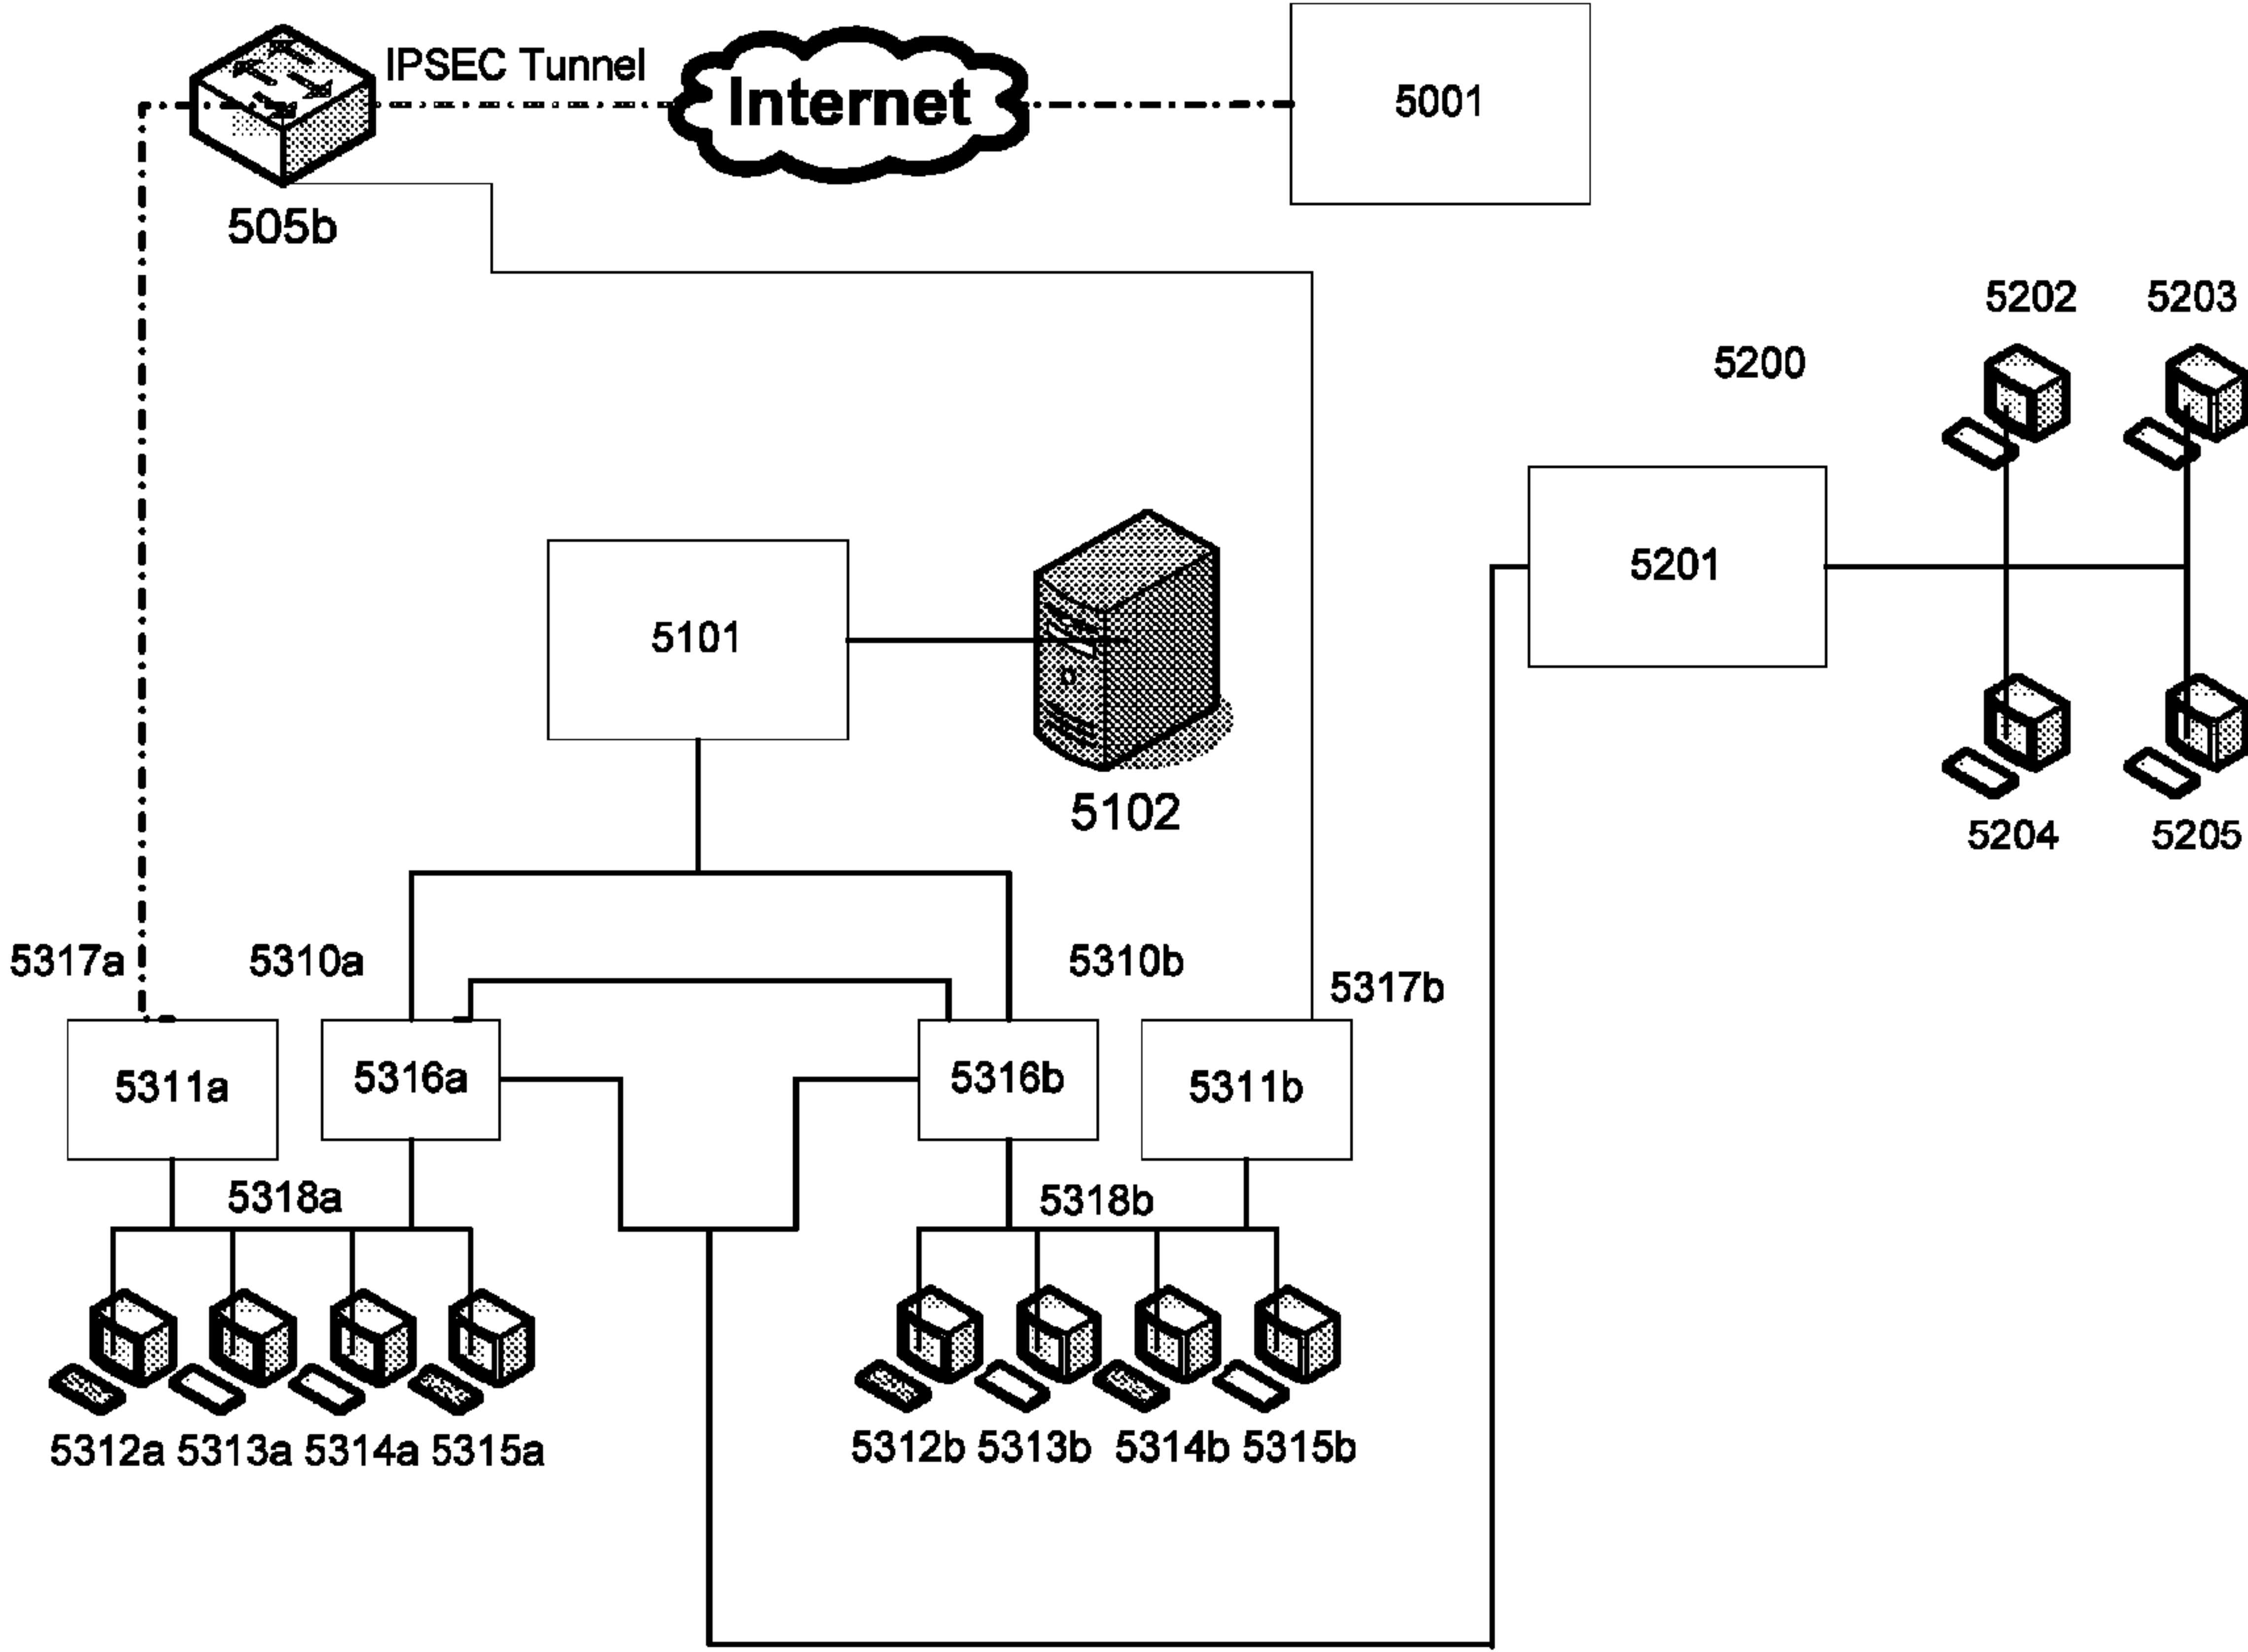 IPSEC Tunnel
Internet
5001
505b
5202
5203
5200
5201
5101
5102
5204
5205
5317a
5310a
5310b
5317b
5311a
5316a
5316b
5311b
5318a
5318b
5312a 5313a 5314a 5315a
5312b 5313b 5314b 5315b